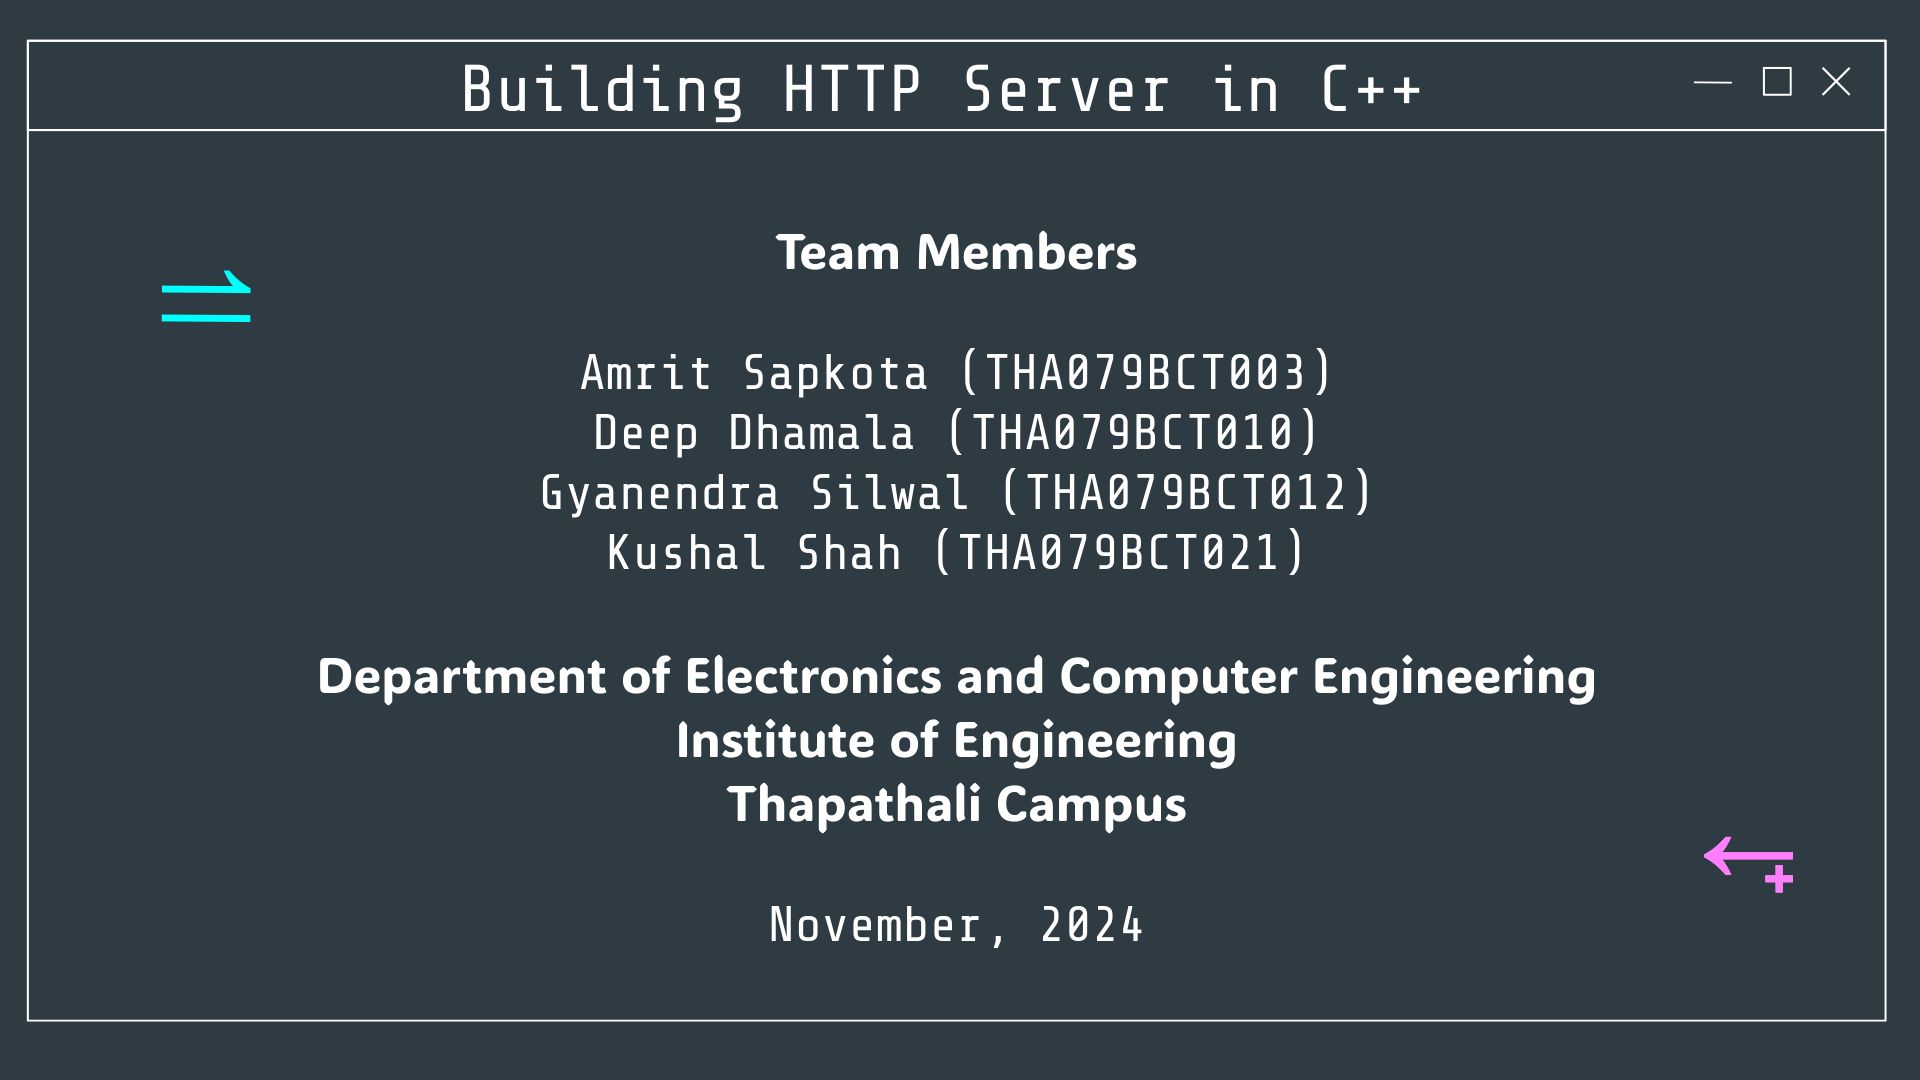 Building HTTP Server in C++
Team Members
Amrit Sapkota (THA079BCT003)
Deep Dhamala (THA079BCT010)
Gyanendra Silwal (THA079BCT012)
Kushal Shah (THA079BCT021)
Department of Electronics and Computer Engineering
Institute of Engineering
Thapathali Campus
November, 2024